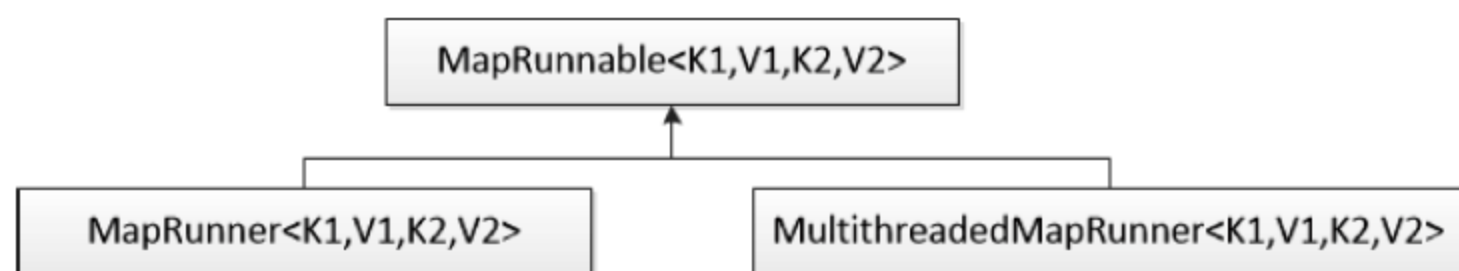 MapRunnable<K1,V1,K2,V2>
MapRunner<K1,V1,K2,V2>
MultithreadedMapRunner<K1,V1,K2,V2>